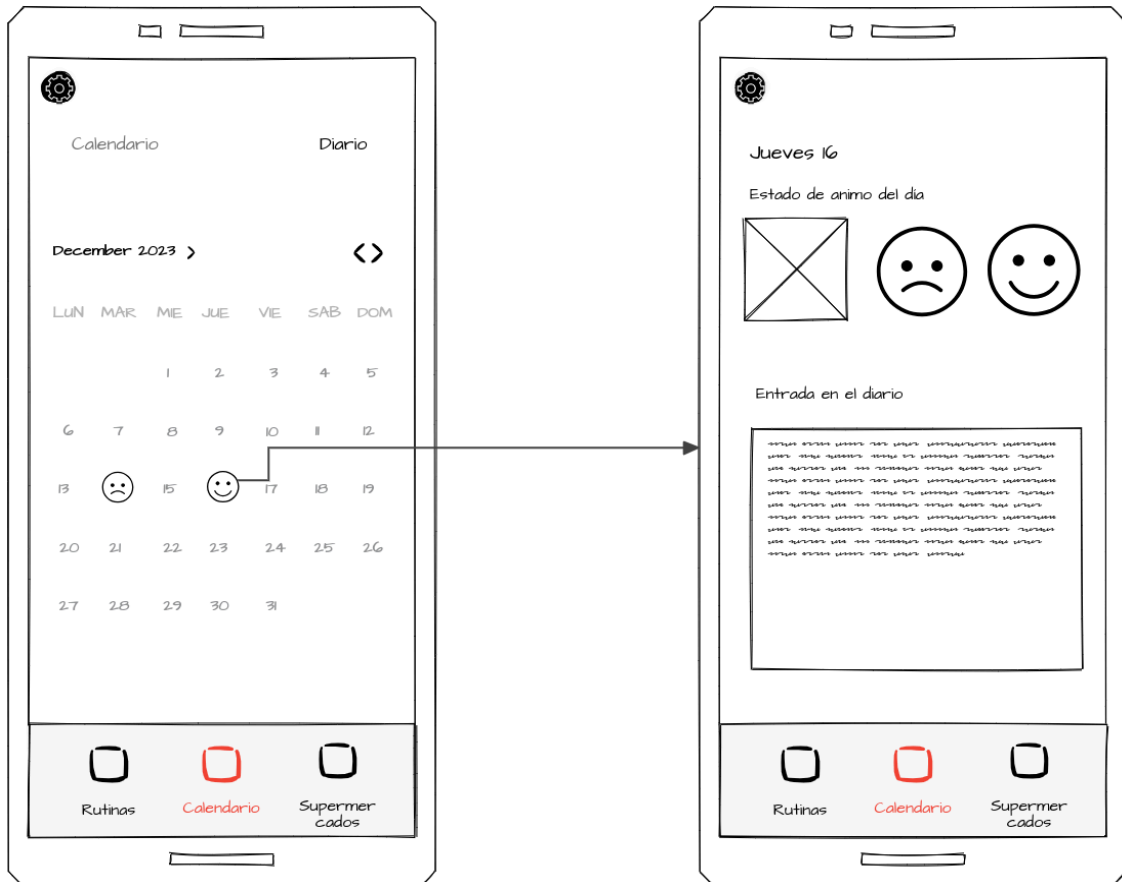 Calendario Diario
December 2023 >
< >
LUN MAR MIE JUE VIE SAB DOM
1 2 3 4 5
6 7 8 9 10 11 12
13 15 17 18 19
20 21 22 23 24 25 26
27 28 29 30 31
Rutinas
Calendario
Supermer
cados
Jueves 16
Estado de animo del dia
Entrada en el diario
Rutinas
Calendario
Supermer
cados